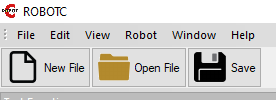 ROBOTC
File Edit View Robot Window Help
New File Open File Save